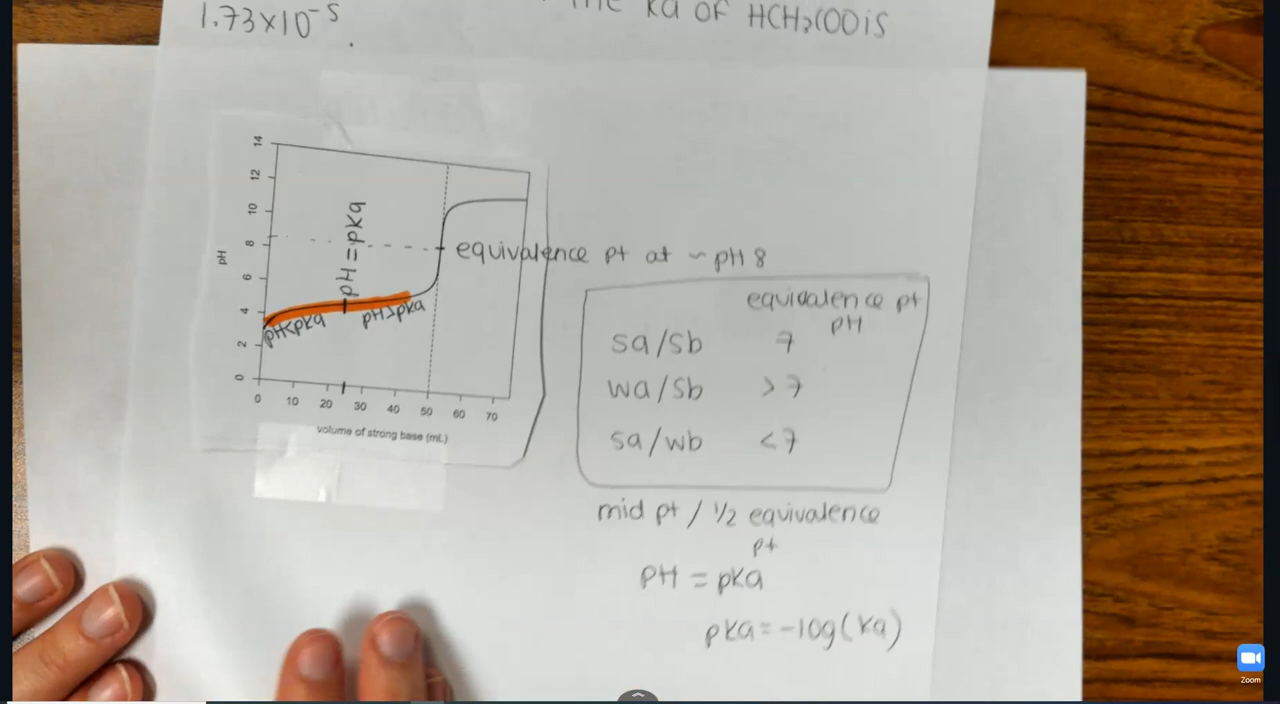 Ka OF HCH3COO is
1.73×10⁻⁵.
14
12
10
8
6
4
2
0
pH
pH = pKa
pH<pKa
pH>pKa
equivalence pt at ~ pH 8
0 10 20 30 40 50 60 70
volume of strong base (mL)
equivalence pt
pH
sa/sb 7
wa/sb >7
sa/wb <7
mid pt / 1/2 equivalence
pt
pH = pKa
pKa = -log(Ka)
Zoom